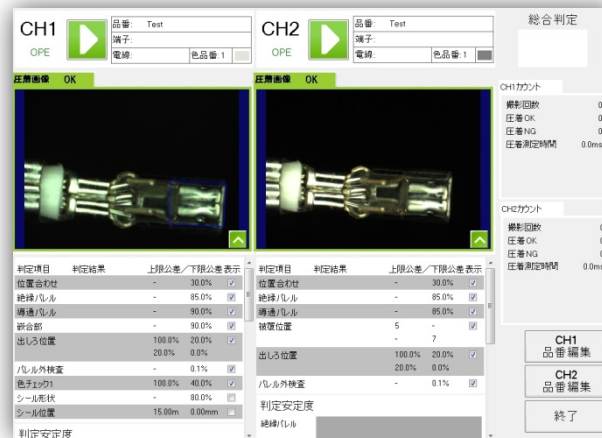 CH1
OPE
品番: Test
端子:
電線: 色品番:1
圧着画像 OK
判定項目 判定結果 上限公差/下限公差 表示
位置合わせ - 30.0%
絶縁バレル - 85.0%
導通バレル - 90.0%
嵌合部 - 90.0%
出しろ位置 100.0% 20.0%
20.0% 0.0%
バレル外検査 - 0.1%
色チェック1 100.0% 40.0%
シール形状 - 80.0%
シール位置 15.00m 0.00mm
判定安定度
CH2
OPE
品番: Test
端子:
電線: 色品番:1
圧着画像 OK
判定項目 判定結果 上限公差/下限公差 表示
位置合わせ - 30.0%
絶縁バレル - 85.0%
導通バレル - 85.0%
被覆位置 5 -
- 7
出しろ位置 100.0% 20.0%
20.0% 0.0%
バレル外検査 - 0.1%
判定安定度
絶縁バレル
総合判定
CH1カウント
撮影回数 0
圧着OK 0
圧着NG 0
圧着測定時間 0.0ms
CH2カウント
撮影回数 0
圧着OK 0
圧着NG 0
圧着測定時間 0.0ms
CH1
品番編集
CH2
品番編集
終了